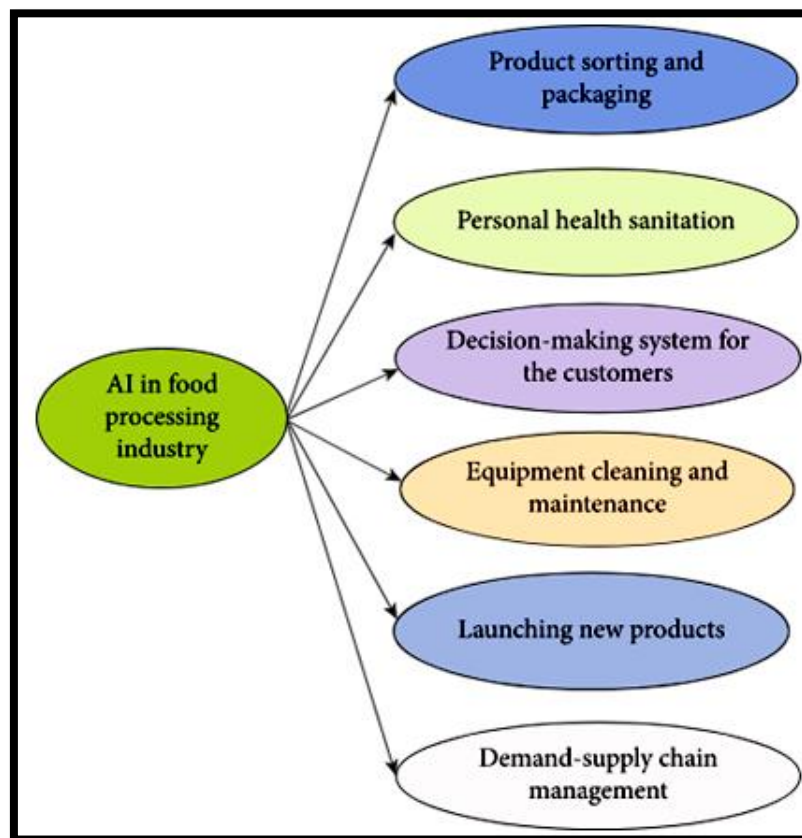 Product sorting and
packaging
Personal health sanitation
Decision-making system for
the customers
AI in food
processing
industry
Equipment cleaning and
maintenance
Launching new products
Demand-supply chain
management